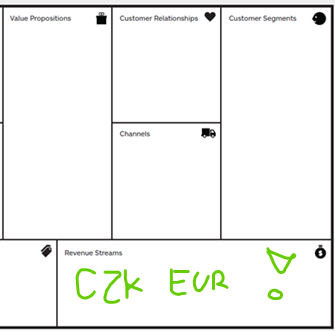 Value Propositions
Customer Relationships
Customer Segments
Channels
Revenue Streams
CZK EUR !